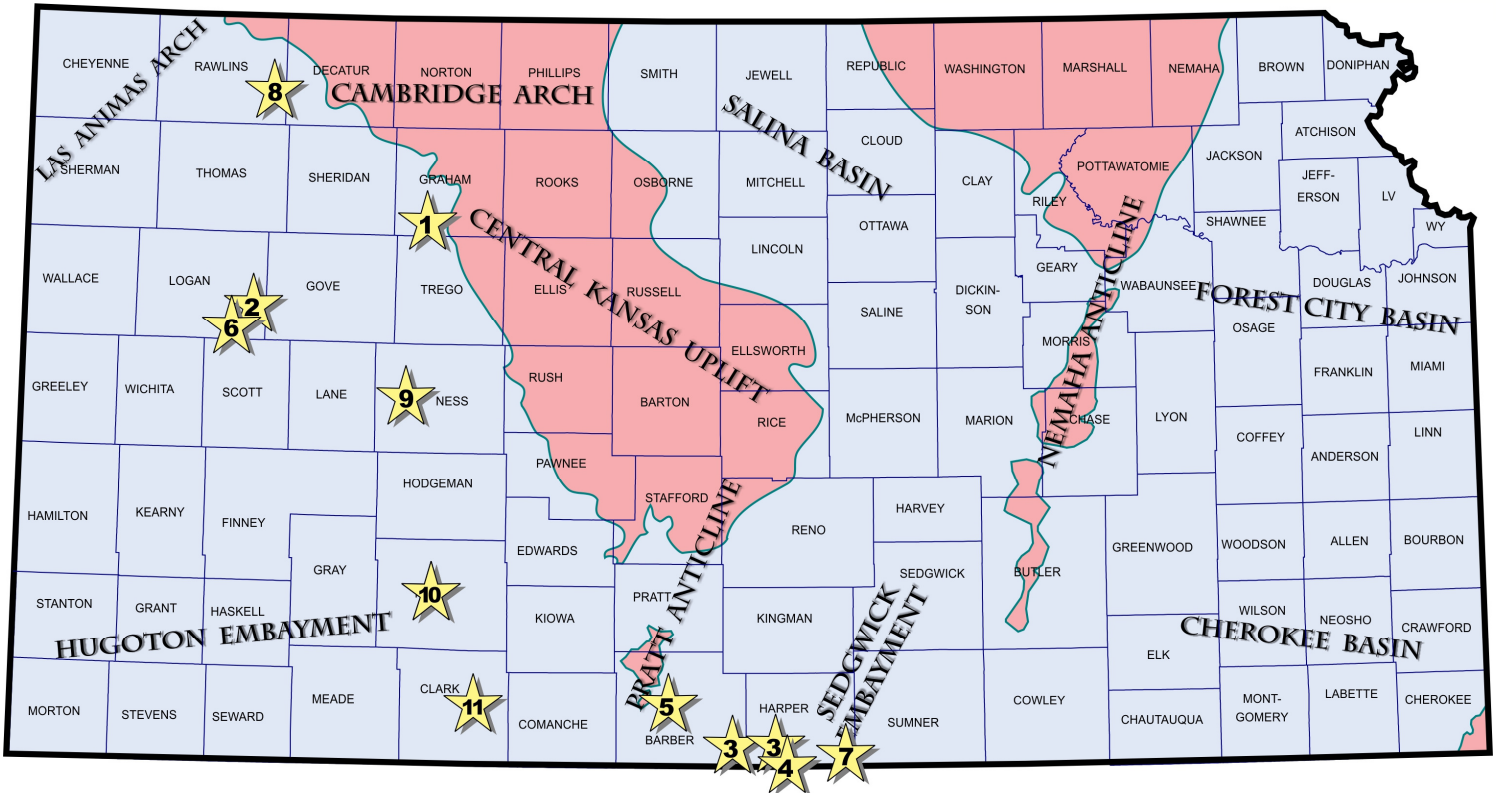 CHEYENNE
RAWLINS
DECATUR
NORTON
PHILLIPS
SMITH
JEWELL
REPUBLIC
WASHINGTON
MARSHALL
NEMAHA
BROWN
DONIPHAN
LAS ANIMAS ARCH
8
CAMBRIDGE ARCH
SALINA BASIN
CLOUD
ATCHISON
SHERMAN
THOMAS
SHERIDAN
GRAHAM
ROOKS
OSBORNE
MITCHELL
CLAY
RILEY
POTTAWATOMIE
JACKSON
JEFF-
ERSON
LV
WY
1
CENTRAL KANSAS UPLIFT
LINCOLN
OTTAWA
SHAWNEE
WALLACE
LOGAN
GOVE
TREGO
ELLIS
RUSSELL
SALINE
DICKIN-
SON
GEARY
WABAUNSEE
NEMAHA ANTICLINE
FOREST CITY BASIN
DOUGLAS
JOHNSON
2
6
OSAGE
GREELEY
WICHITA
SCOTT
LANE
9
NESS
RUSH
BARTON
ELLSWORTH
RICE
McPHERSON
MARION
MORRIS
CHASE
LYON
FRANKLIN
MIAMI
COFFEY
ANDERSON
LINN
HAMILTON
KEARNY
FINNEY
HODGEMAN
PAWNEE
STAFFORD
PRATT ANTICLINE
RENO
HARVEY
GREENWOOD
WOODSON
ALLEN
BOURBON
GRAY
10
EDWARDS
SEDGWICK
BUTLER
STANTON
GRANT
HASKELL
HUGOTON EMBAYMENT
KIOWA
PRATT
KINGMAN
SEDGWICK
EMBAYMENT
ELK
WILSON
NEOSHO
CRAWFORD
CHEROKEE BASIN
MORTON
STEVENS
SEWARD
MEADE
CLARK
11
COMANCHE
5
BARBER
HARPER
SUMNER
COWLEY
CHAUTAUQUA
MONT-
GOMERY
LABETTE
CHEROKEE
3
3
4
7